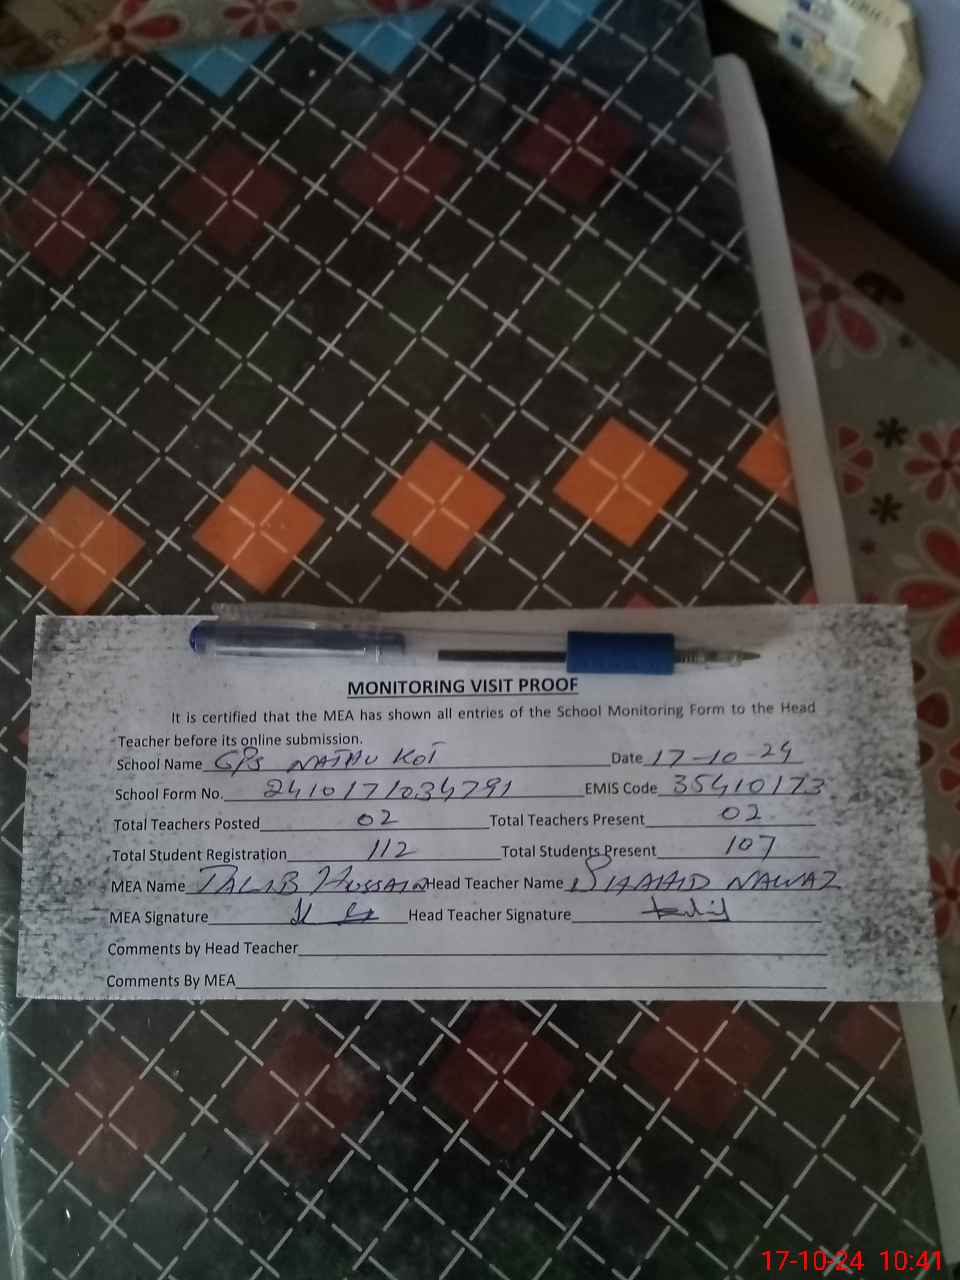 MONITORING VISIT PROOF
It is certified that the MEA has shown all entries of the School Monitoring Form to the Head
Teacher before its online submission.
School Name GPS NATHU KOT Date 17-10-24
School Form No. 2410171034791 EMIS Code 35410173
Total Teachers Posted 02 Total Teachers Present 02
Total Student Registration 112 Total Students Present 107
MEA Name TALIB HUSSAIN Head Teacher Name SHAHID NAWAZ
MEA Signature Head Teacher Signature
Comments by Head Teacher
Comments By MEA
17-10-24 10:41